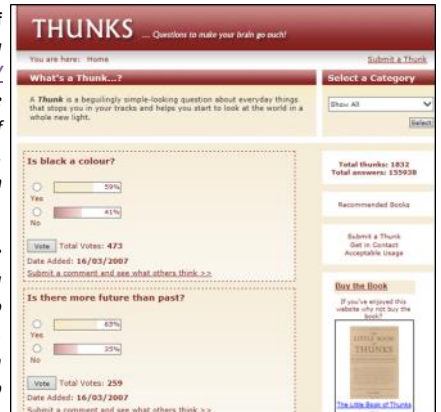 THUNKS ... Questions to make your brain go ouch!
You are here: Home
Submit a Thunk
What's a Thunk...?
A Thunk is a beguilingly simple-looking question about everyday things
that stops you in your tracks and helps you start to look at the world in a
whole new light.
Select a Category
Show All
Select
Is black a colour?
59%
Yes
41%
No
Vote Total Votes: 473
Date Added: 16/03/2007
Submit a comment and see what others think >>
Is there more future than past?
63%
Yes
35%
No
Vote Total Votes: 259
Date Added: 16/03/2007
Submit a comment and see what others think >>
Total thunks: 1832
Total answers: 155938
Recommended Books
Submit a Thunk
Get in Contact
Acceptable Usage
Buy the Book
If you've enjoyed this
website why not buy the
book?
LITTLE BOOK
THUNKS
The Little Book of Thunks